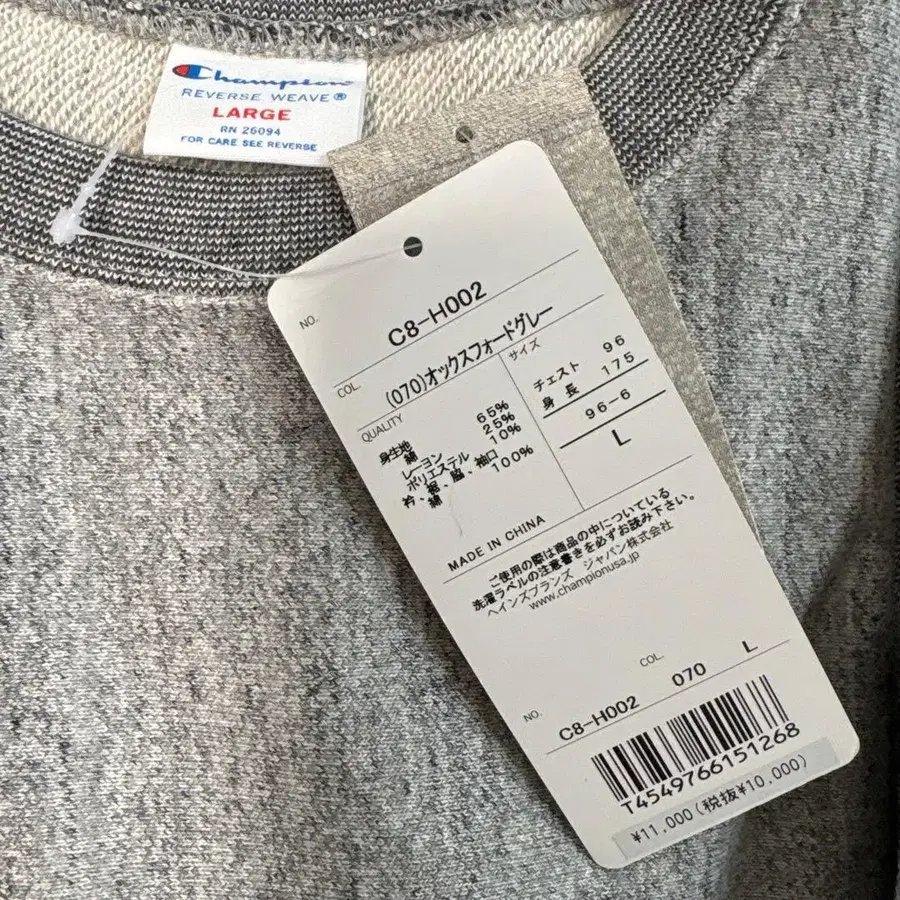 Champion
REVERSE WEAVE®
LARGE
RN 26094
FOR CARE SEE REVERSE
NO.
C8-H002
COL.
(070)オックスフォードグレー
QUALITY
身生地
綿 65%
レーヨン 25%
ポリエステル 10%
衿、裾、脇、袖口
綿 100%
サイズ
チェスト 96
身長 175
96-6
L
MADE IN CHINA
ご使用の際は商品の中についている
洗濯ラベルの注意書きを必ずお読み下さい。
ヘインズブランズ ジャパン株式会社
www.championusa.jp
NO.
COL.
C8-H002 070 L
T4549766151268
¥11,000(税抜¥10,000)